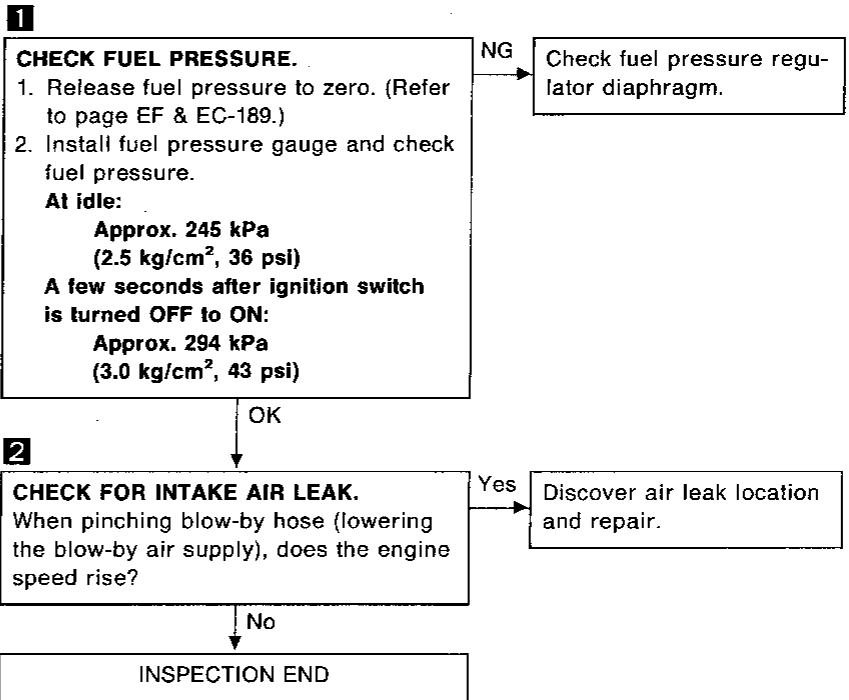 1
CHECK FUEL PRESSURE.
1. Release fuel pressure to zero. (Refer
to page EF & EC-189.)
2. Install fuel pressure gauge and check
fuel pressure.
At idle:
Approx. 245 kPa
(2.5 kg/cm², 36 psi)
A few seconds after ignition switch
is turned OFF to ON:
Approx. 294 kPa
(3.0 kg/cm², 43 psi)
NG
Check fuel pressure regu-
lator diaphragm.
OK
2
CHECK FOR INTAKE AIR LEAK.
When pinching blow-by hose (lowering
the blow-by air supply), does the engine
speed rise?
Yes
Discover air leak location
and repair.
No
INSPECTION END